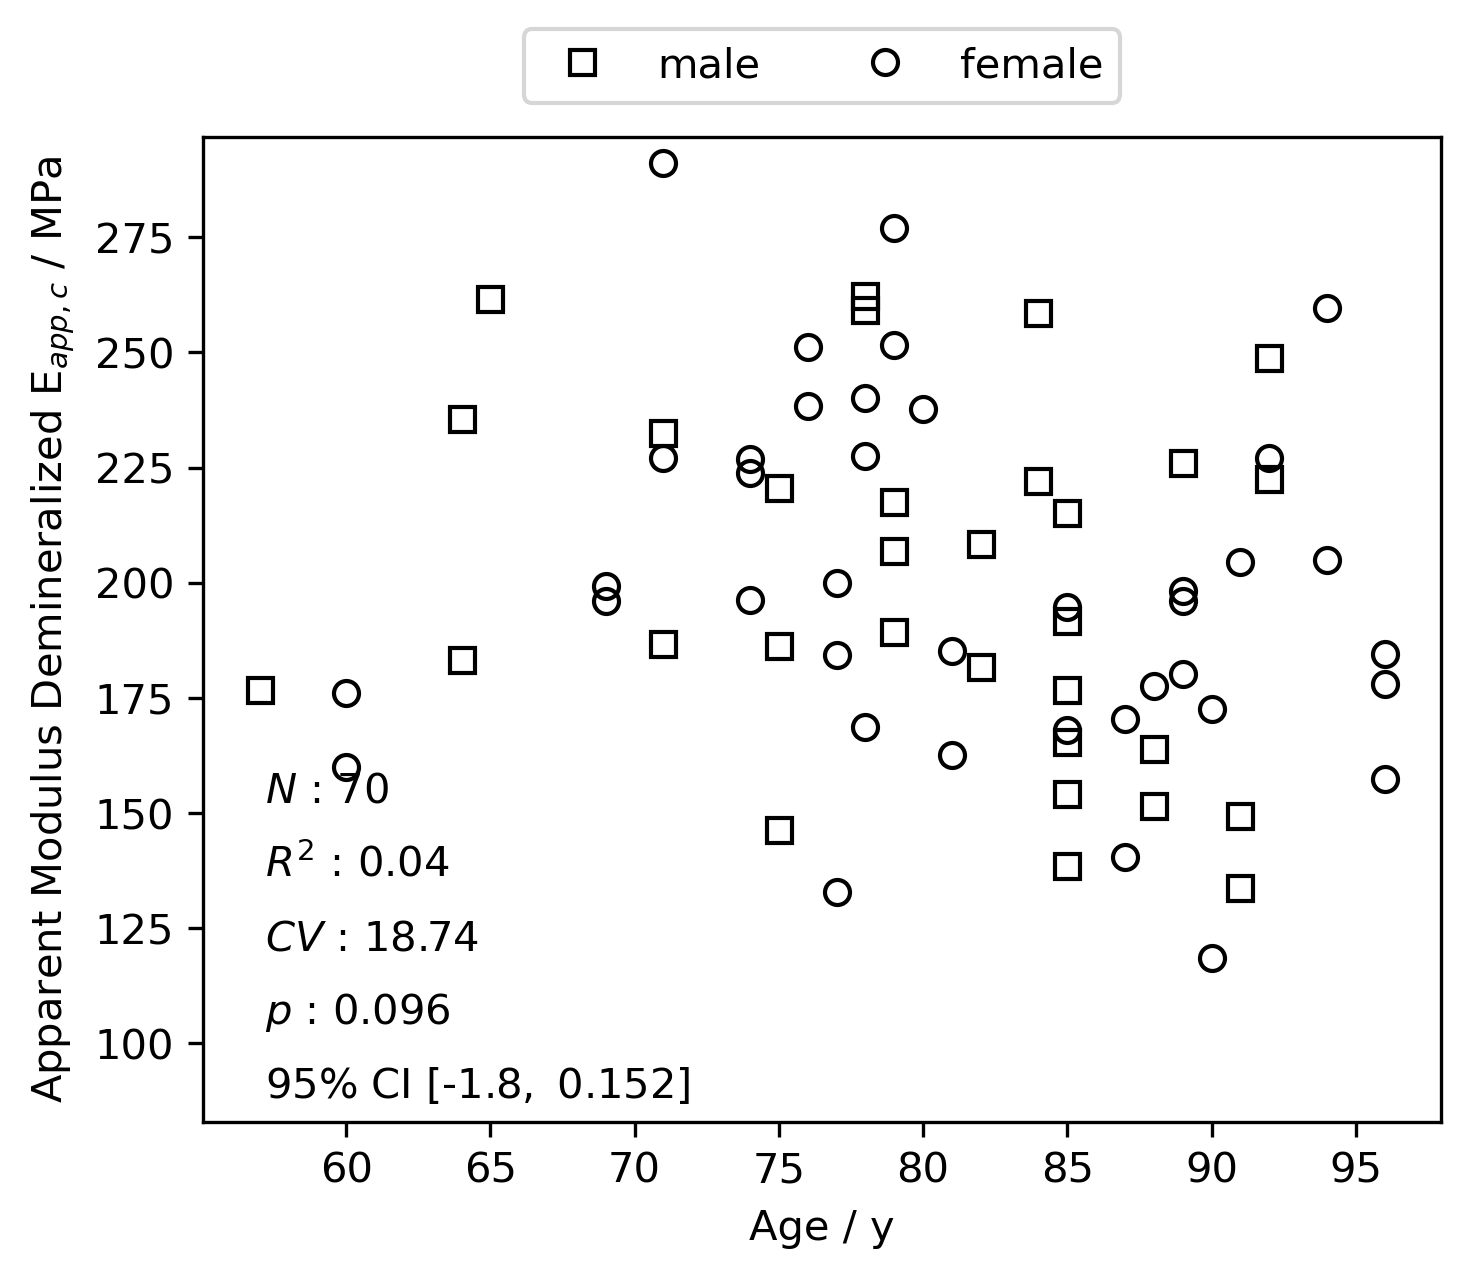 male female
Apparent Modulus Demineralized E_app,c / MPa
275
250
225
200
175
150
125
100
N : 70
R² : 0.04
CV : 18.74
p : 0.096
95% CI [-1.8, 0.152]
60 65 70 75 80 85 90 95
Age / y